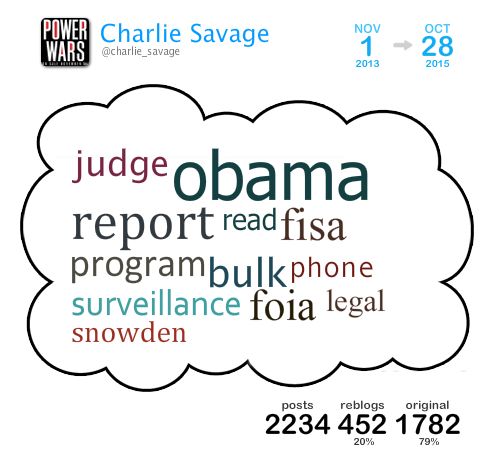 POWER
WARS
Charlie Savage
@charlie_savage
NOV
1
2013
OCT
28
2015
judge obama
report read fisa
program bulk phone
surveillance foia legal
snowden
posts reblogs original
2234 452 1782
20% 79%